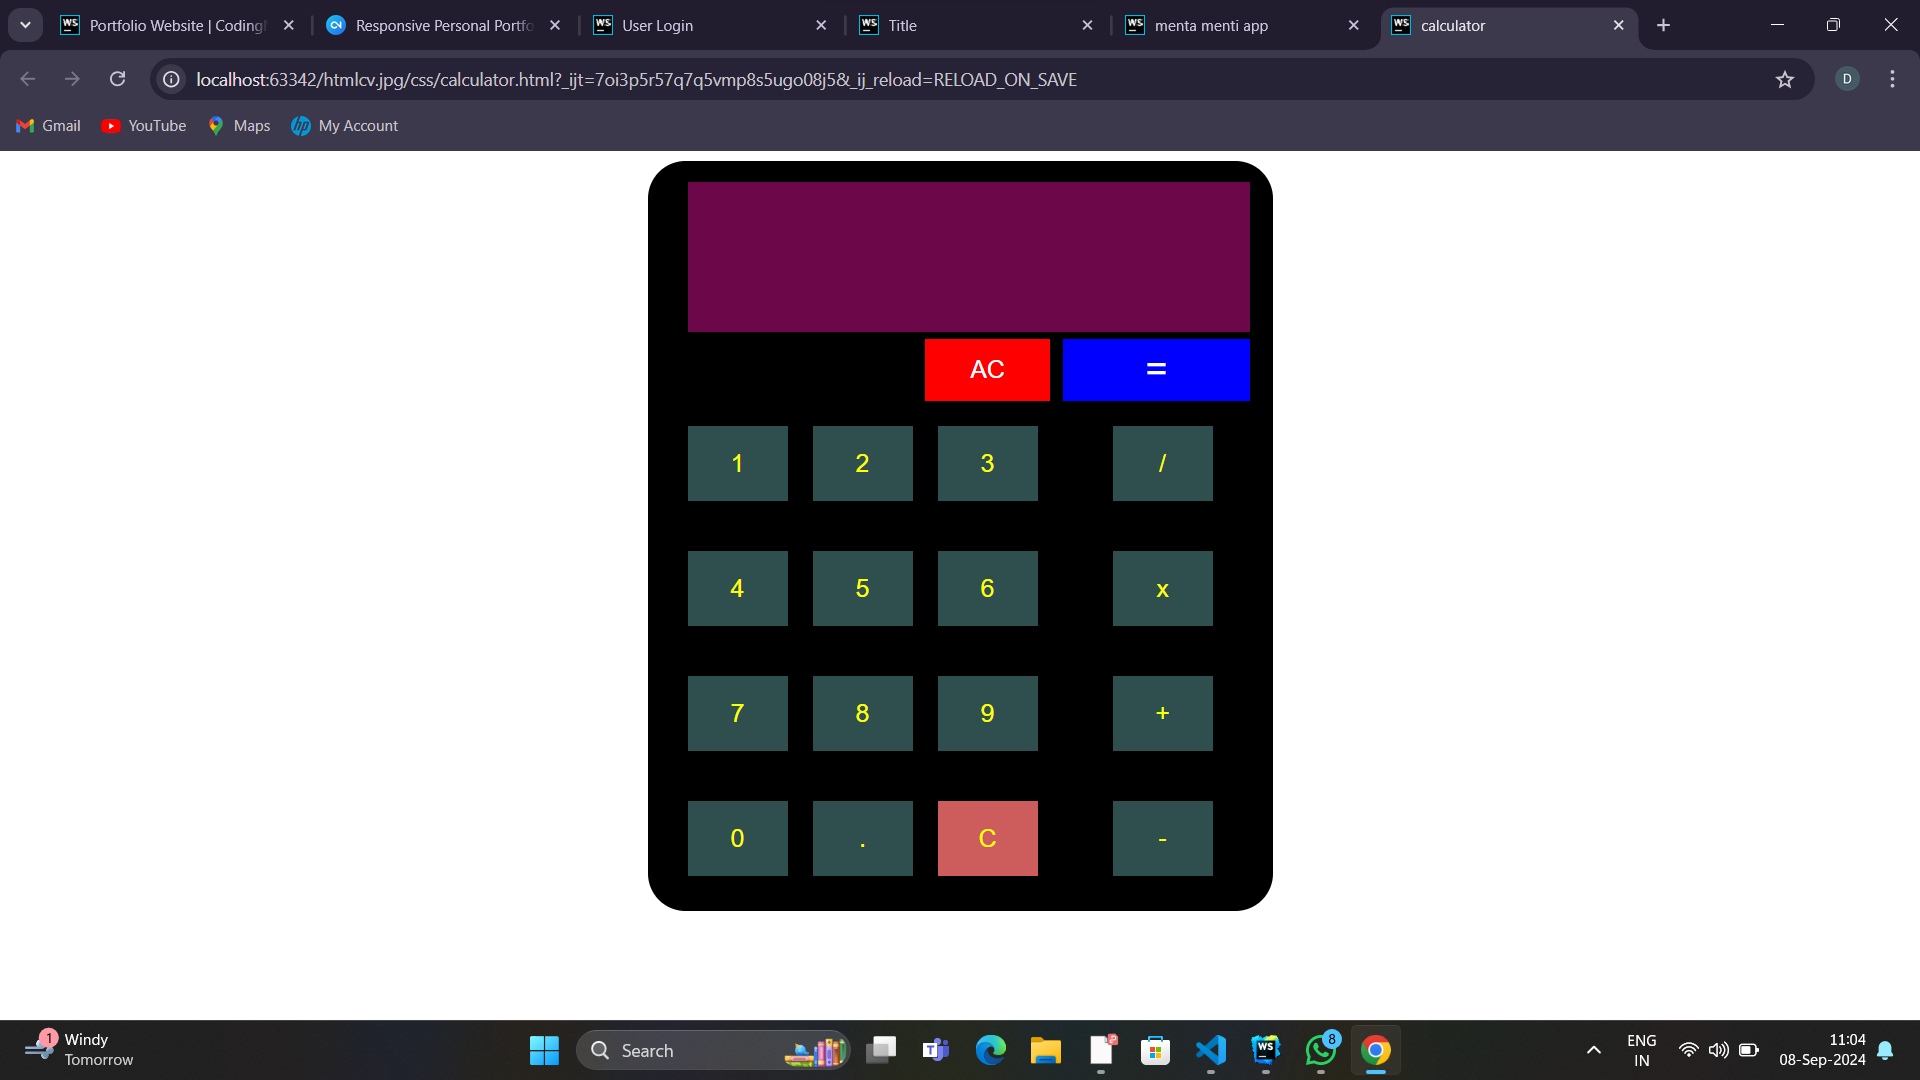 Portfolio Website | Coding
Responsive Personal Portfo
User Login
Title
menta menti app
calculator
localhost:63342/htmlcv.jpg/css/calculator.html?_ijt=7oi3p5r57q7q5vmp8s5ugo08j5&_ij_reload=RELOAD_ON_SAVE
D
Gmail
YouTube
Maps
My Account
AC =
1 2 3 /
4 5 6 x
7 8 9 +
0 . C -
1
Windy
Tomorrow
Search
8
ENG
IN
11:04
08-Sep-2024